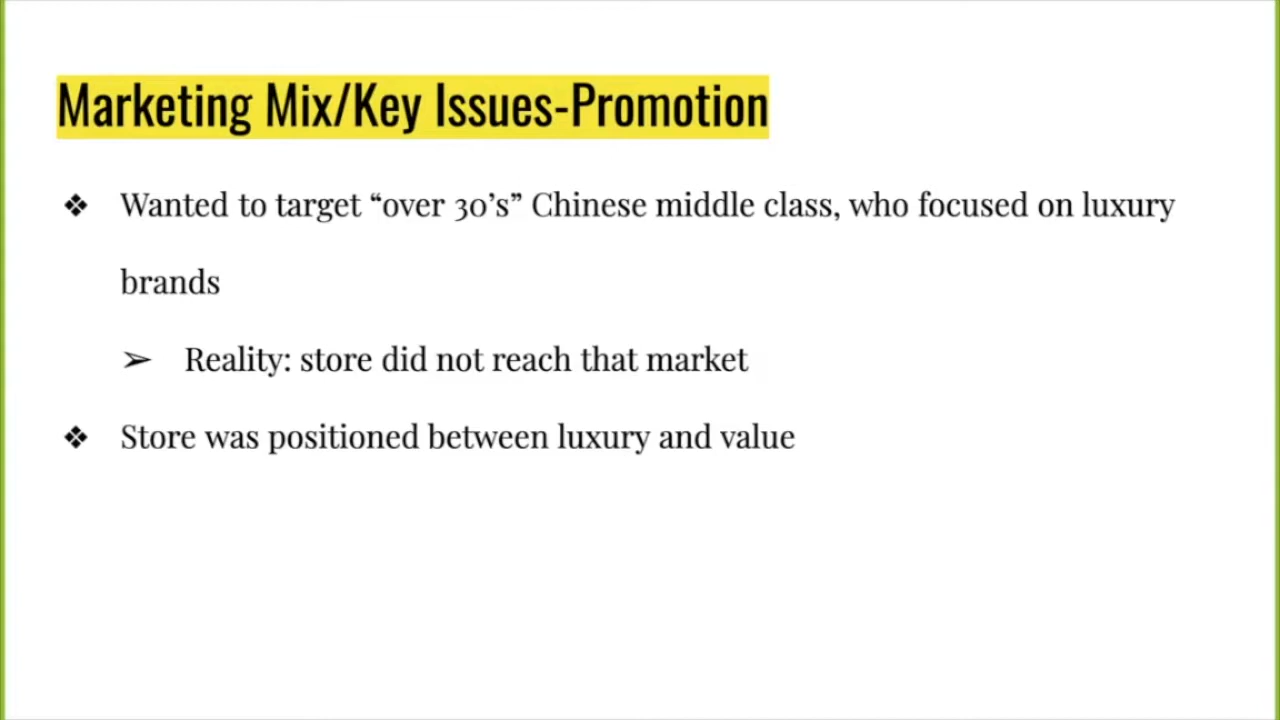 Marketing Mix/Key Issues-Promotion
❖ Wanted to target “over 30’s” Chinese middle class, who focused on luxury
brands
➢ Reality: store did not reach that market
❖ Store was positioned between luxury and value